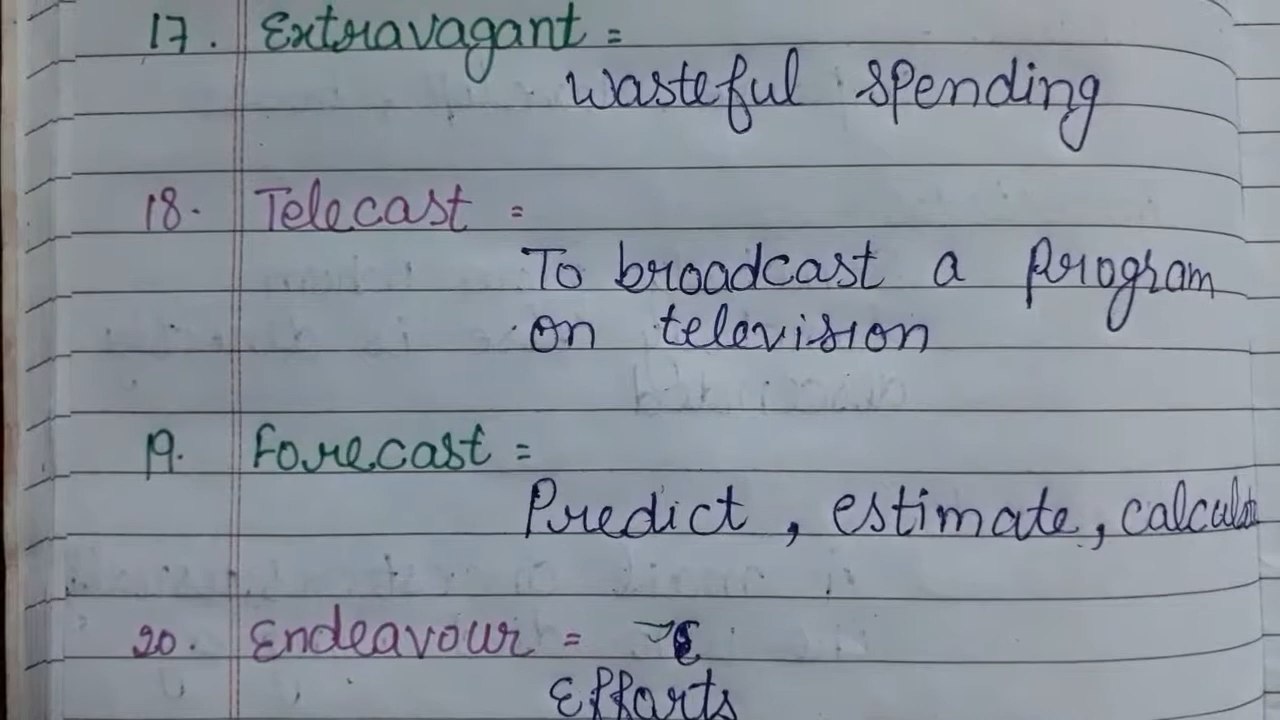 17. Extravagant =
wasteful spending
18. Telecast =
To broadcast a program
on television
19. Forecast =
Predict, estimate,
20. Endeavour =
Efforts